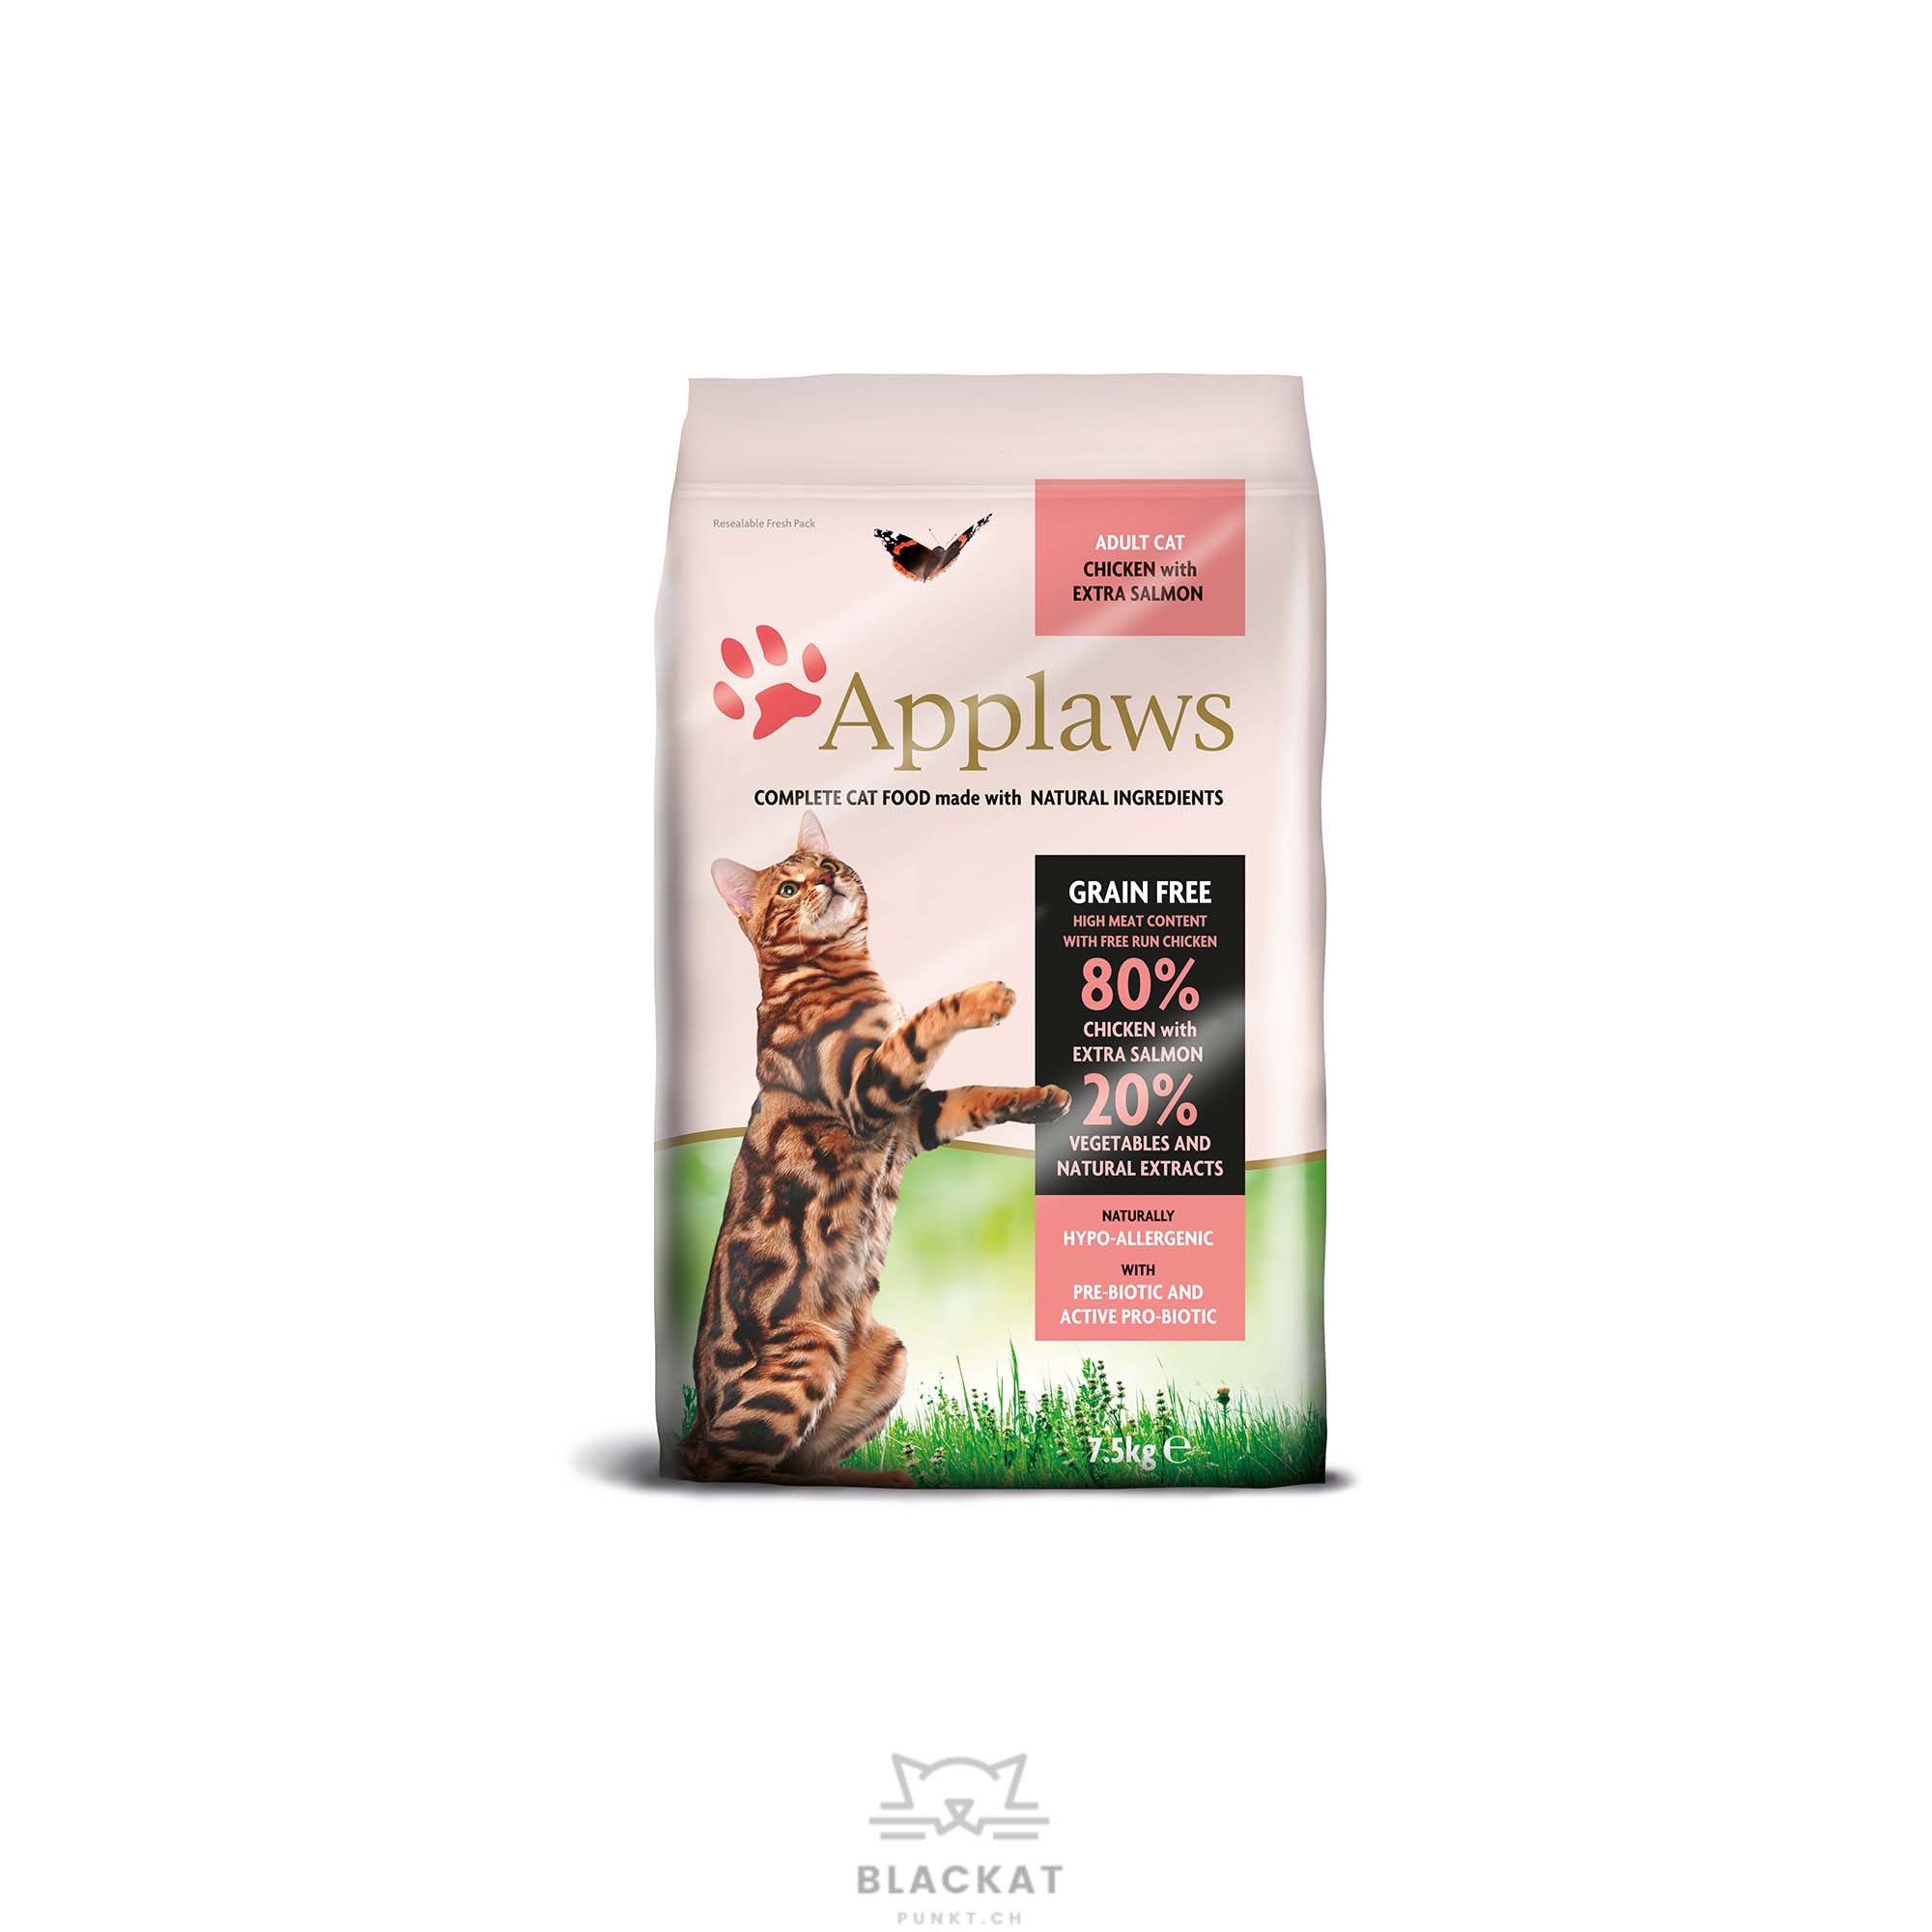 Resealable Fresh Pack
ADULT CAT
CHICKEN with
EXTRA SALMON
Applaws
COMPLETE CAT FOOD made with NATURAL INGREDIENTS
GRAIN FREE
HIGH MEAT CONTENT
WITH FREE RUN CHICKEN
80%
CHICKEN with
EXTRA SALMON
20%
VEGETABLES AND
NATURAL EXTRACTS
NATURALLY
HYPO-ALLERGENIC
WITH
PRE-BIOTIC AND
ACTIVE PRO-BIOTIC
7.5kg ℮
BLACKAT
PUNKT.CH